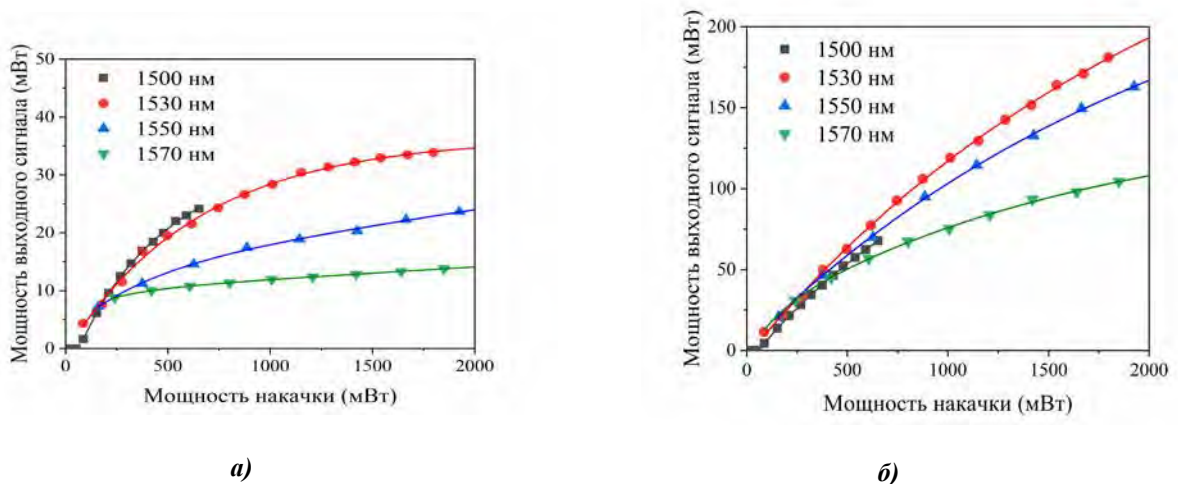 Мощность выходного сигнала (мВт)
50
40
30
20
10
0
1500 нм
1530 нм
1550 нм
1570 нм
0 500 1000 1500 2000
Мощность накачки (мВт)
а)
Мощность выходного сигнала (мВт)
200
150
100
50
0
1500 нм
1530 нм
1550 нм
1570 нм
0 500 1000 1500 2000
Мощность накачки (мВт)
б)